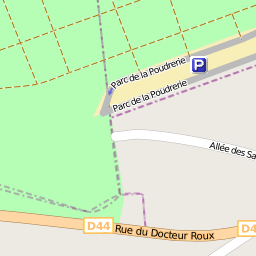 Parc de la Poudrerie
P
Parc de la Poudrerie
Allée des Sa
D44
Rue du Docteur Roux
D4